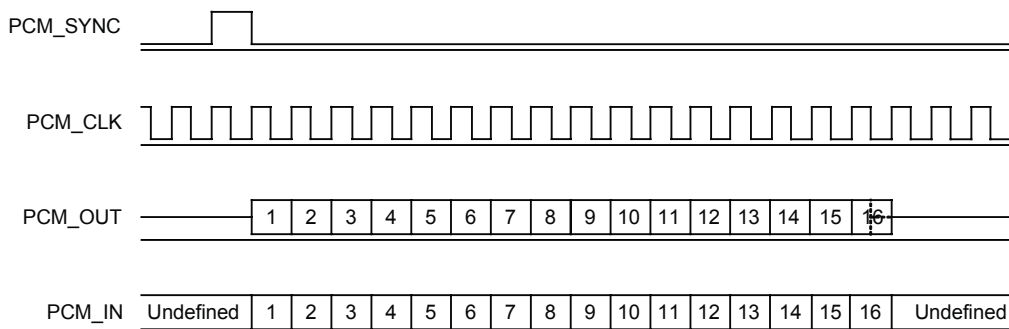 PCM_SYNC
PCM_CLK
PCM_OUT 1 2 3 4 5 6 7 8 9 10 11 12 13 14 15 16
PCM_IN Undefined 1 2 3 4 5 6 7 8 9 10 11 12 13 14 15 16 Undefined